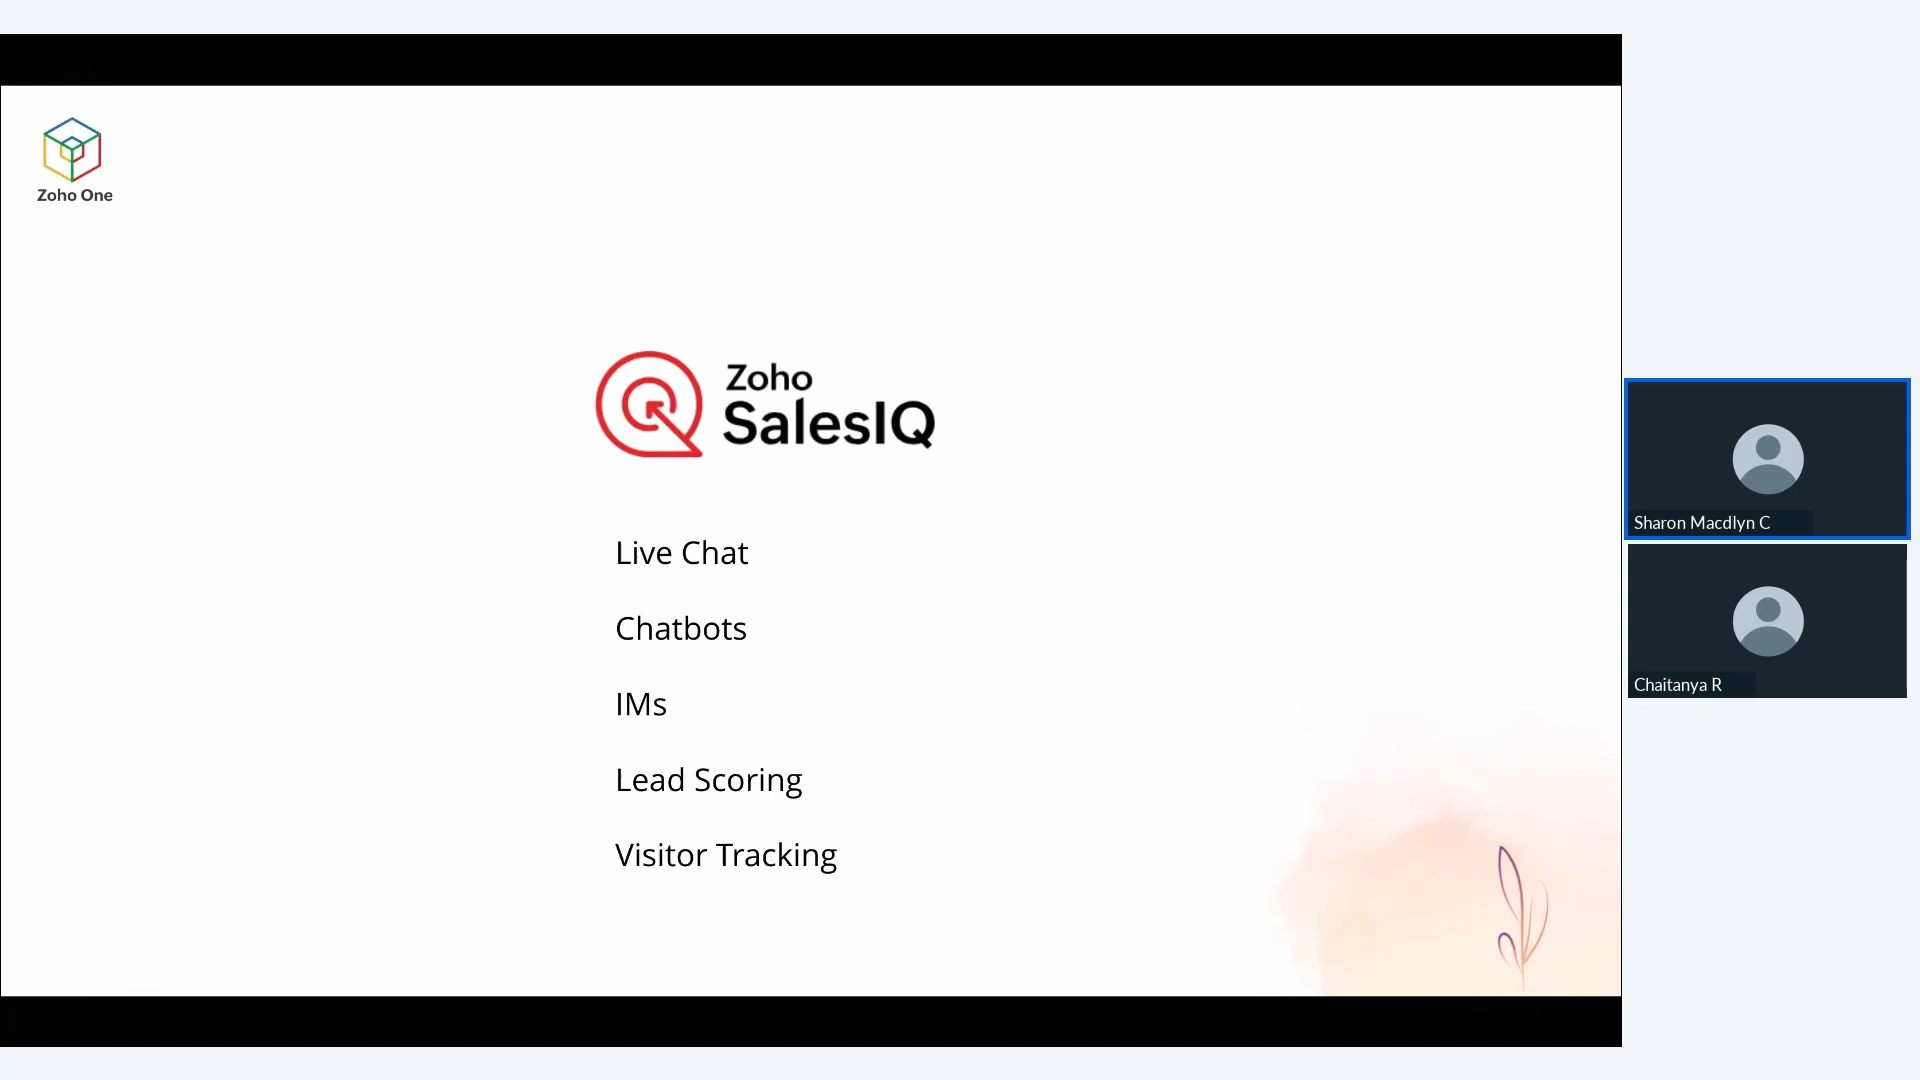 Zoho One
Zoho
SalesIQ
Live Chat
Chatbots
IMs
Lead Scoring
Visitor Tracking
Sharon Macdlyn C
Chaitanya R